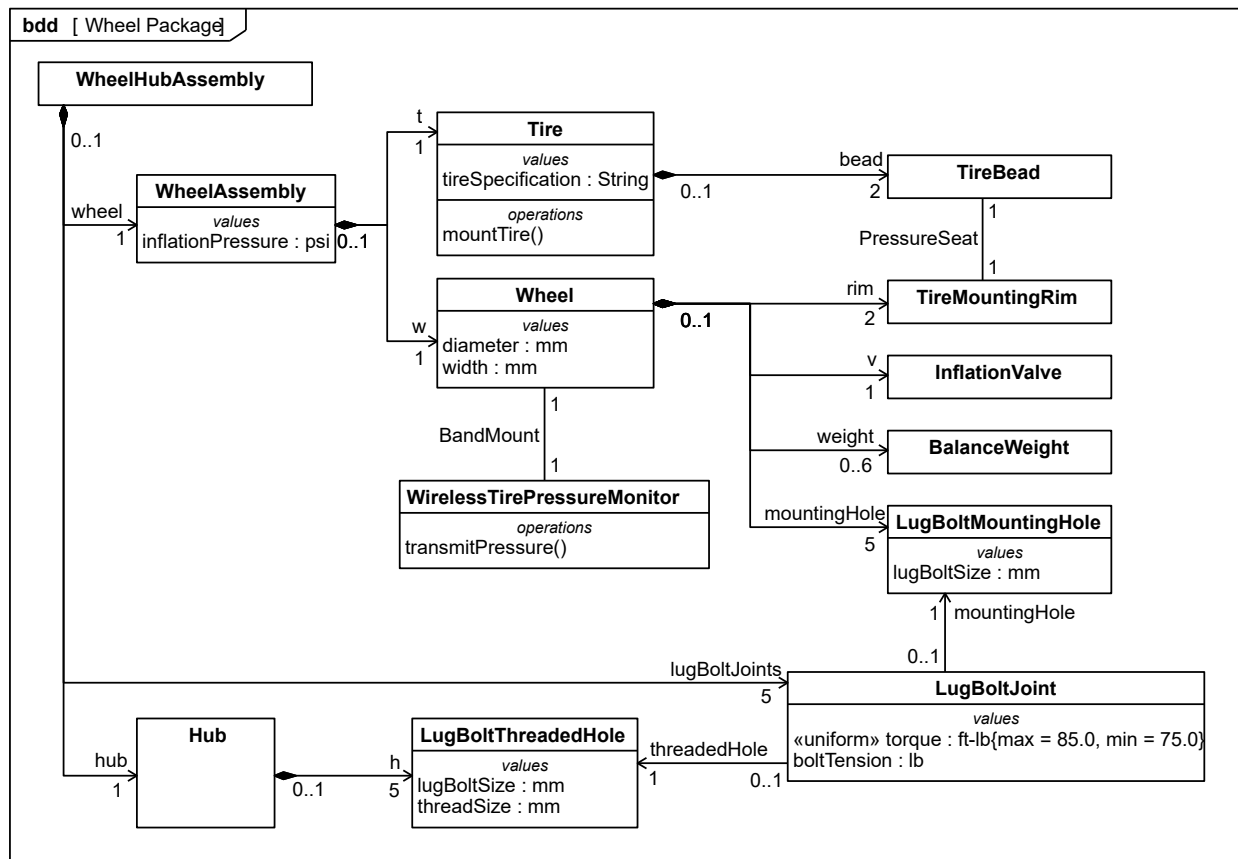 bdd [ Wheel Package]
WheelHubAssembly
0..1
t
1
Tire
values
tireSpecification : String
operations
mountTire()
0..1
bead
2
TireBead
1
PressureSeat
1
wheel
1
WheelAssembly
values
inflationPressure : psi
0..1
w
1
Wheel
values
diameter : mm
width : mm
0..1
rim
2
TireMountingRim
v
1
InflationValve
1
BandMount
1
weight
0..6
BalanceWeight
WirelessTirePressureMonitor
operations
transmitPressure()
mountingHole
5
LugBoltMountingHole
values
lugBoltSize : mm
1
mountingHole
0..1
lugBoltJoints
5
LugBoltJoint
values
«uniform» torque : ft-lb{max = 85.0, min = 75.0}
boltTension : lb
hub
1
Hub
0..1
h
5
LugBoltThreadedHole
values
lugBoltSize : mm
threadSize : mm
threadedHole
1
0..1